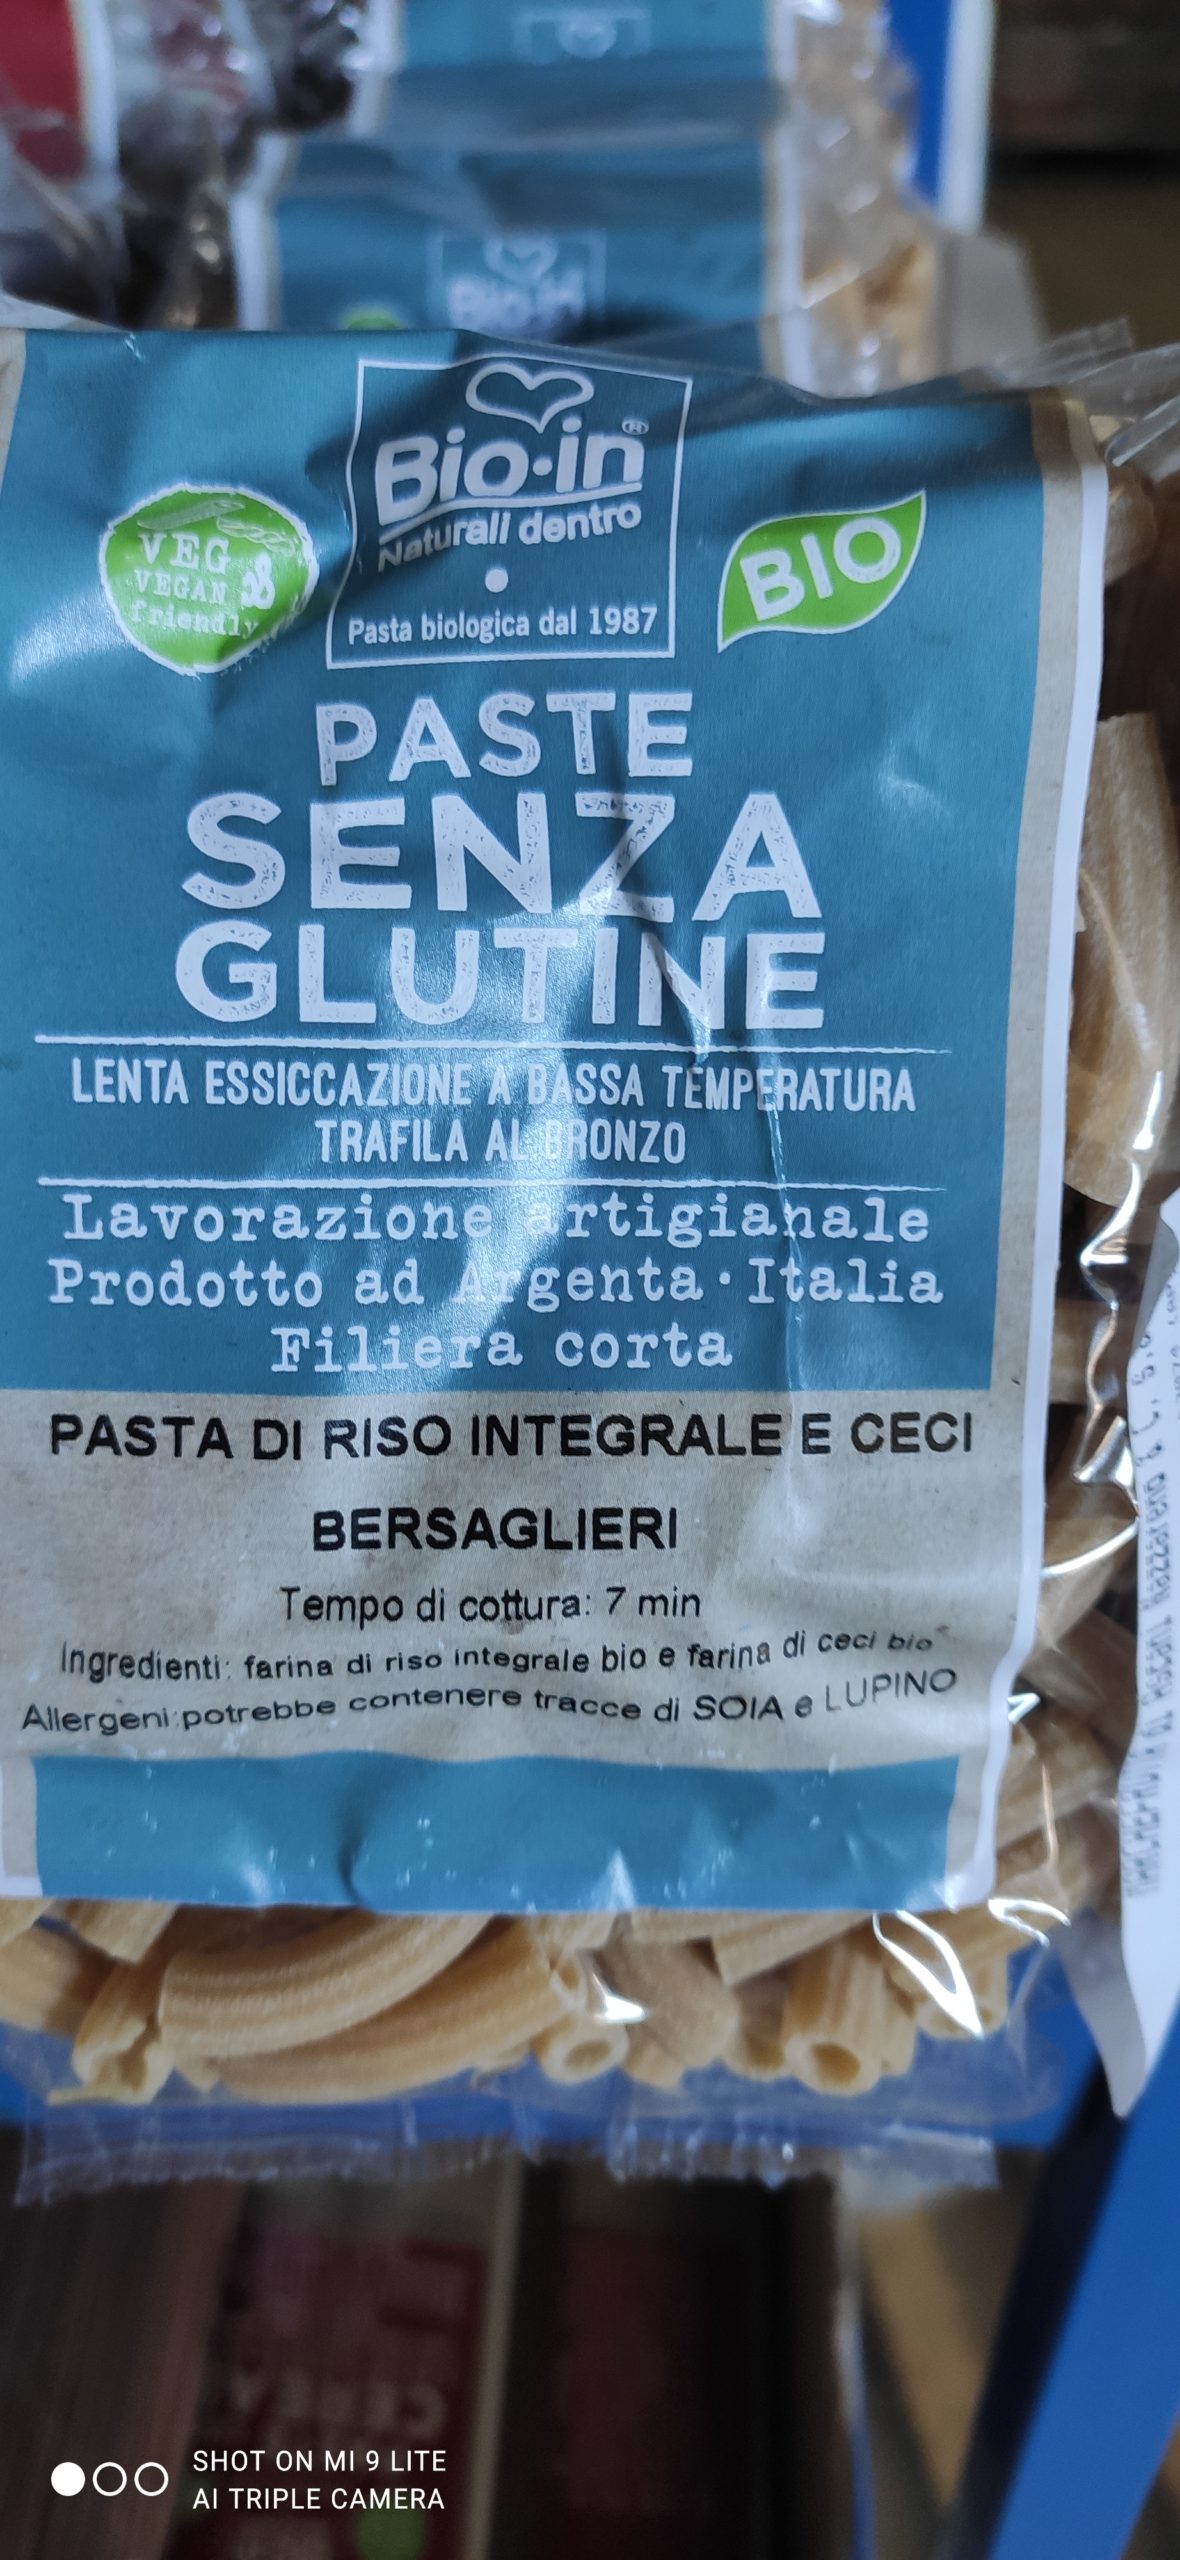 Bio·in®
Naturali dentro
Pasta biologica dal 1987
VEG
VEGAN
friendly
BIO
PASTE
SENZA
GLUTINE
LENTA ESSICCAZIONE A BASSA TEMPERATURA
TRAFILA AL BRONZO
Lavorazione artigianale
Prodotto ad Argenta·Italia
Filiera corta
PASTA DI RISO INTEGRALE E CECI
BERSAGLIERI
Tempo di cottura: 7 min
Ingredienti: farina di riso integrale bio e farina di ceci bio
Allergeni:potrebbe contenere tracce di SOIA e LUPINO
SHOT ON MI 9 LITE
AI TRIPLE CAMERA